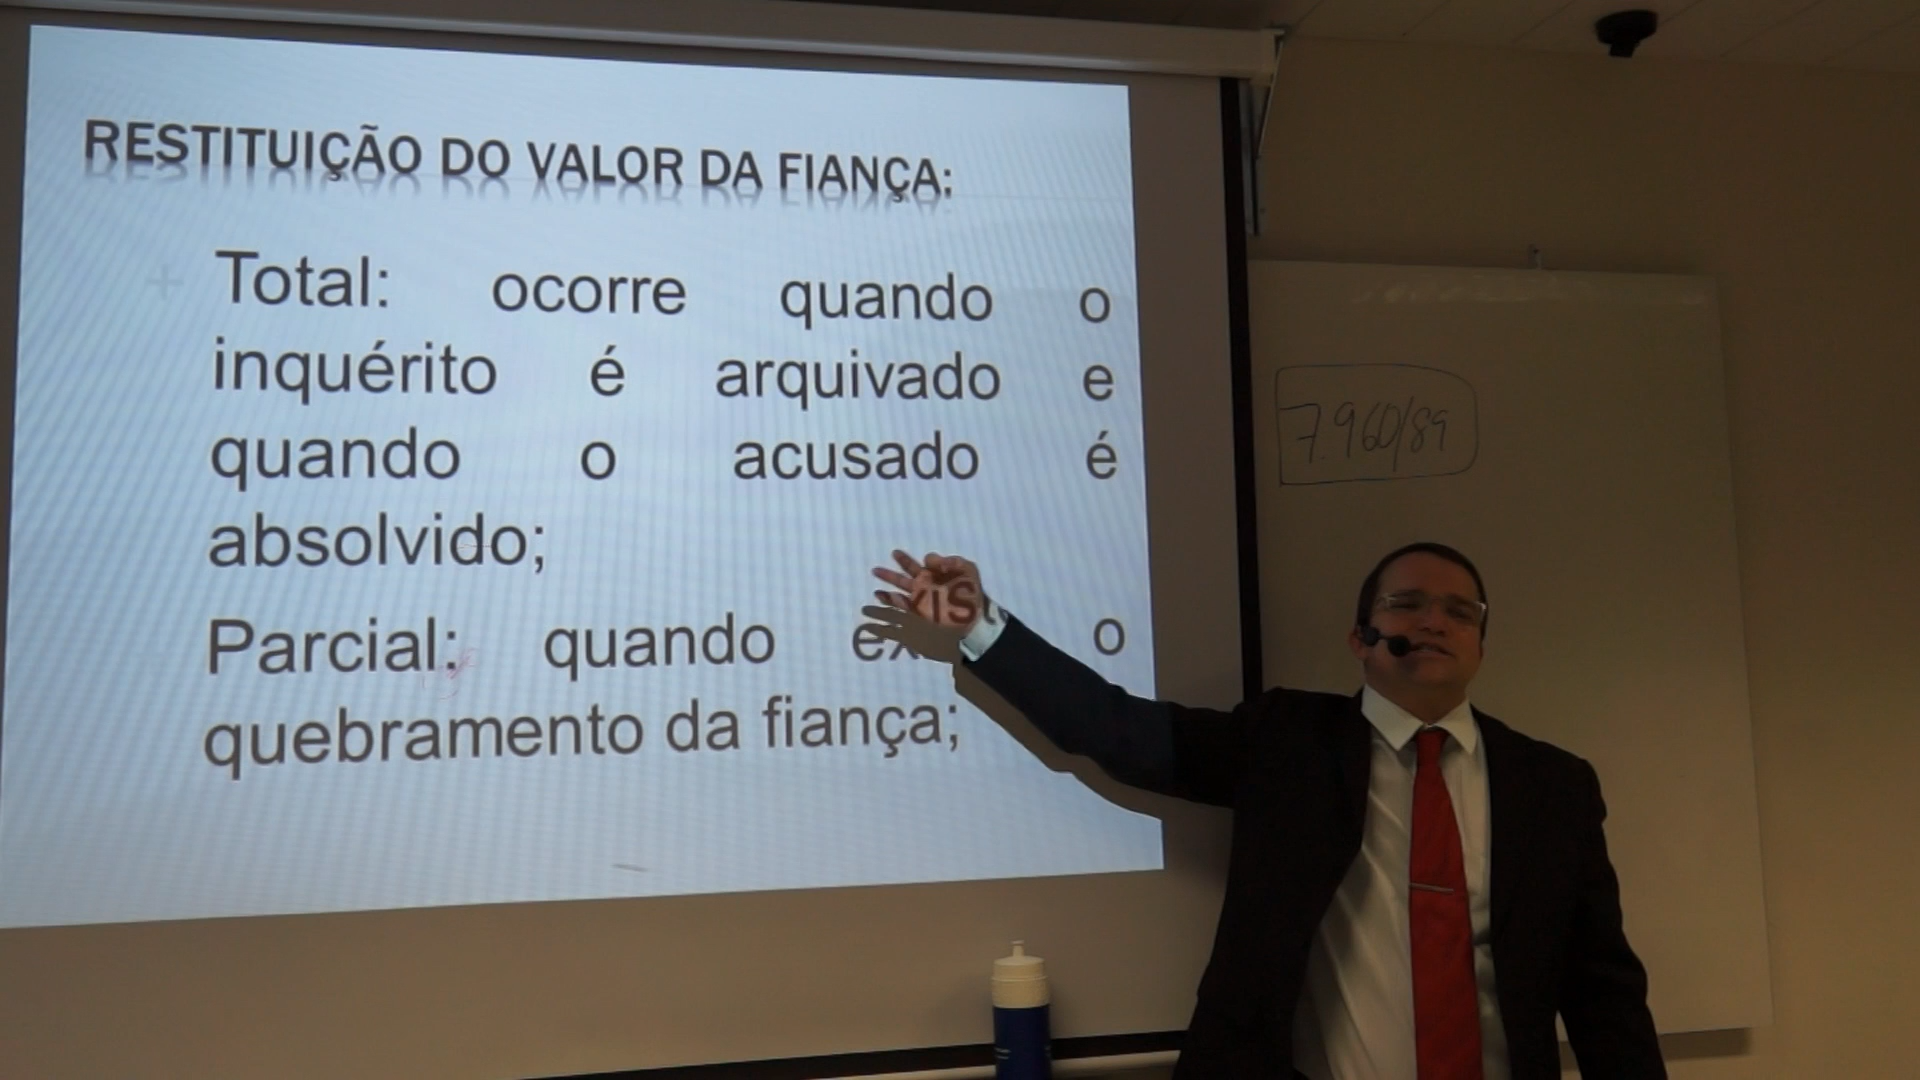 RESTITUIÇÃO DO VALOR DA FIANÇA:
Total: ocorre quando o
inquérito é arquivado e
quando o acusado é
absolvido;
Parcial: quando o
quebramento da fiança;
7.960/89